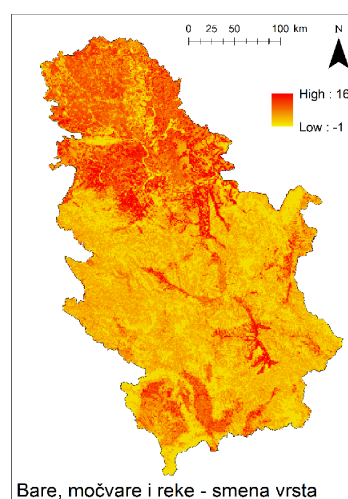 0 25 50 100 km
N
High : 16
Low : -1
Bare, močvare i reke - smena vrsta